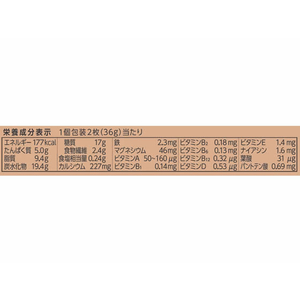 栄養成分表示 1個包装2枚(36g)当たり
エネルギー 177kcal 糖質 17g 鉄 2.3mg ビタミンB₂ 0.18mg ビタミンE 1.4mg
たんぱく質 5.0g 食物繊維 2.4g マグネシウム 46mg ビタミンB₆ 0.13mg ナイアシン 1.6mg
脂質 9.4g 食塩相当量 0.24g ビタミンA 50~160μg ビタミンB₁₂ 0.32μg 葉酸 31μg
炭水化物 19.4g カルシウム 227mg ビタミンB₁ 0.14mg ビタミンD 0.53μg パントテン酸 0.69mg